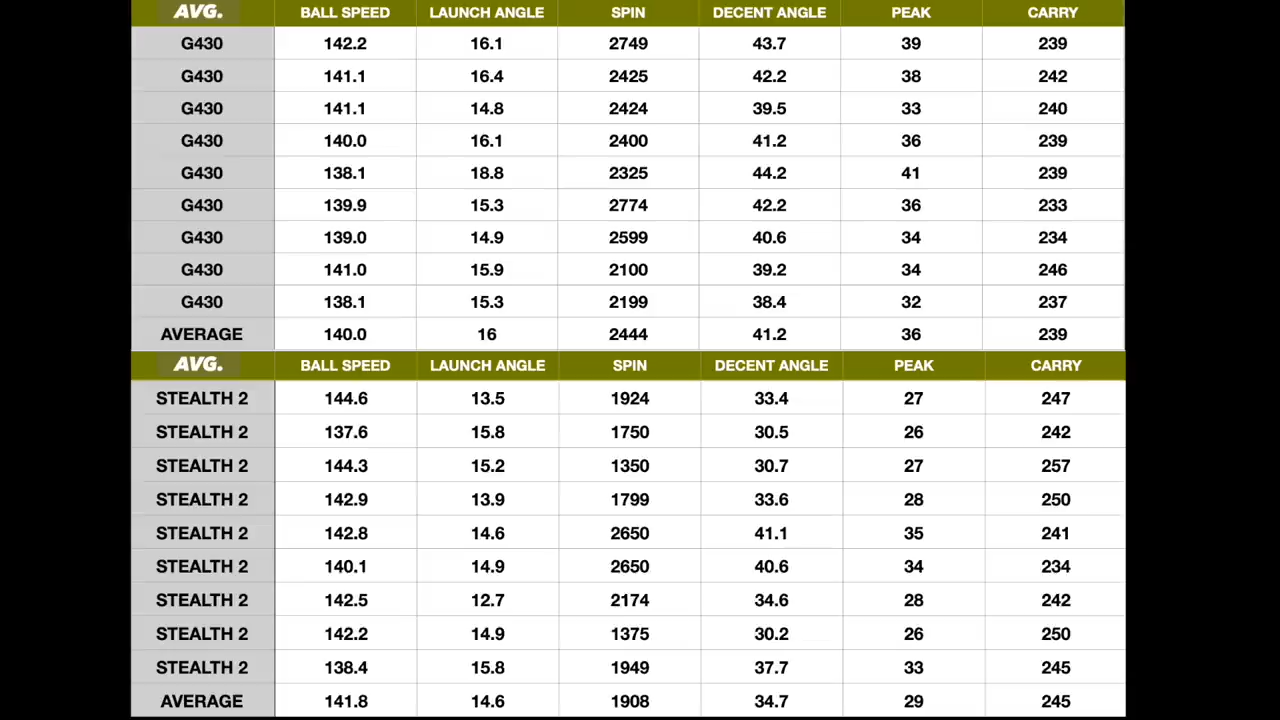 AVG. BALL SPEED LAUNCH ANGLE SPIN DECENT ANGLE PEAK CARRY
G430 142.2 16.1 2749 43.7 39 239
G430 141.1 16.4 2425 42.2 38 242
G430 141.1 14.8 2424 39.5 33 240
G430 140.0 16.1 2400 41.2 36 239
G430 138.1 18.8 2325 44.2 41 239
G430 139.9 15.3 2774 42.2 36 233
G430 139.0 14.9 2599 40.6 34 234
G430 141.0 15.9 2100 39.2 34 246
G430 138.1 15.3 2199 38.4 32 237
AVERAGE 140.0 16 2444 41.2 36 239
AVG. BALL SPEED LAUNCH ANGLE SPIN DECENT ANGLE PEAK CARRY
STEALTH 2 144.6 13.5 1924 33.4 27 247
STEALTH 2 137.6 15.8 1750 30.5 26 242
STEALTH 2 144.3 15.2 1350 30.7 27 257
STEALTH 2 142.9 13.9 1799 33.6 28 250
STEALTH 2 142.8 14.6 2650 41.1 35 241
STEALTH 2 140.1 14.9 2650 40.6 34 234
STEALTH 2 142.5 12.7 2174 34.6 28 242
STEALTH 2 142.2 14.9 1375 30.2 26 250
STEALTH 2 138.4 15.8 1949 37.7 33 245
AVERAGE 141.8 14.6 1908 34.7 29 245